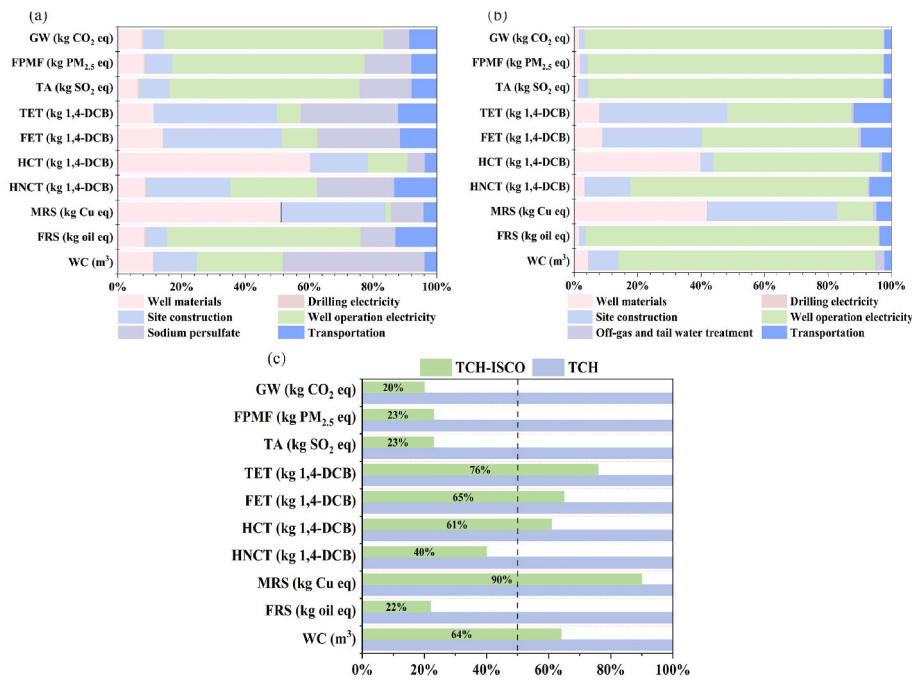 (a)
GW (kg CO2 eq)
FPMF (kg PM2.5 eq)
TA (kg SO2 eq)
TET (kg 1,4-DCB)
FET (kg 1,4-DCB)
HCT (kg 1,4-DCB)
HNCT (kg 1,4-DCB)
MRS (kg Cu eq)
FRS (kg oil eq)
WC (m3)
0% 20% 40% 60% 80% 100%
Well materials Drilling electricity
Site construction Well operation electricity
Sodium persulfate Transportation
(b)
GW (kg CO2 eq)
FPMF (kg PM2.5 eq)
TA (kg SO2 eq)
TET (kg 1,4-DCB)
FET (kg 1,4-DCB)
HCT (kg 1,4-DCB)
HNCT (kg 1,4-DCB)
MRS (kg Cu eq)
FRS (kg oil eq)
WC (m3)
0% 20% 40% 60% 80% 100%
Well materials Drilling electricity
Site construction Well operation electricity
Off-gas and tail water treatment Transportation
(c) TCH-ISCO TCH
GW (kg CO2 eq) 20%
FPMF (kg PM2.5 eq) 23%
TA (kg SO2 eq) 23%
TET (kg 1,4-DCB) 76%
FET (kg 1,4-DCB) 65%
HCT (kg 1,4-DCB) 61%
HNCT (kg 1,4-DCB) 40%
MRS (kg Cu eq) 90%
FRS (kg oil eq) 22%
WC (m3) 64%
0% 20% 40% 60% 80% 100%